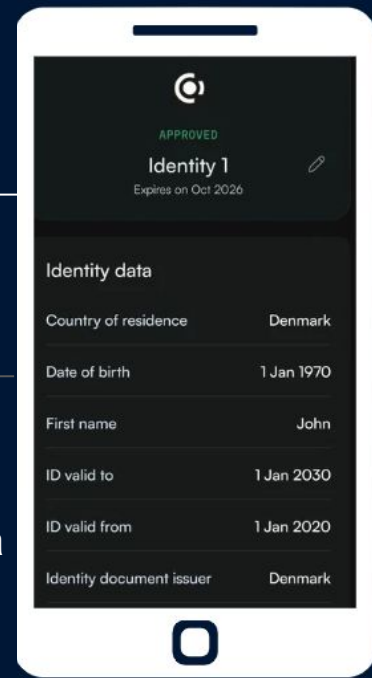 APPROVED
Identity 1
Expires on Oct 2026
Identity data
Country of residence Denmark
Date of birth 1 Jan 1970
First name John
ID valid to 1 Jan 2030
ID valid from 1 Jan 2020
Identity document issuer Denmark